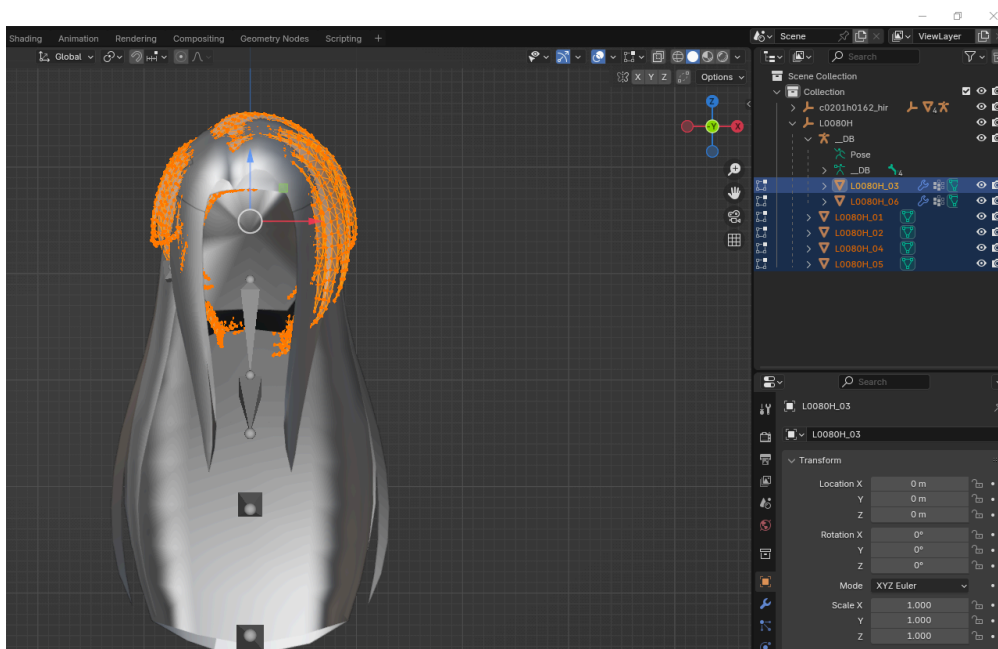 Shading Animation Rendering Compositing Geometry Nodes Scripting +
Scene ViewLayer
Global
Search
X Y Z Options
Z
-Y
X
Scene Collection
Collection
c0201h0162_hir 4
L0080H
__DB
Pose
__DB 4
L0080H_03
L0080H_06
L0080H_01
L0080H_02
L0080H_04
L0080H_05
Search
L0080H_03
L0080H_03
Transform
Location X 0 m
Y 0 m
Z 0 m
Rotation X 0°
Y 0°
Z 0°
Mode XYZ Euler
Scale X 1.000
Y 1.000
Z 1.000